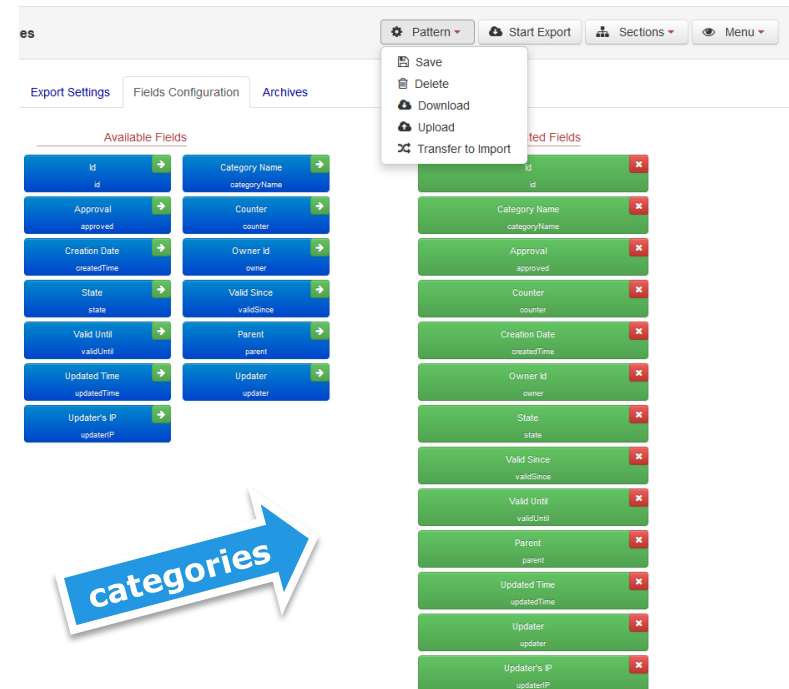 es
Pattern
Start Export
Sections
Menu
Save
Delete
Download
Upload
Transfer to Import
Export Settings
Fields Configuration
Archives
Available Fields
Id
id
Category Name
categoryName
Approval
approved
Counter
counter
Creation Date
createdTime
Owner Id
owner
State
state
Valid Since
validSince
Valid Until
validUntil
Parent
parent
Updated Time
updatedTime
Updater
updater
Updater's IP
updaterIP
ted Fields
Id
id
Category Name
categoryName
Approval
approved
Counter
counter
Creation Date
createdTime
Owner Id
owner
State
state
Valid Since
validSince
Valid Until
validUntil
Parent
parent
Updated Time
updatedTime
Updater
updater
Updater's IP
updaterIP
categories